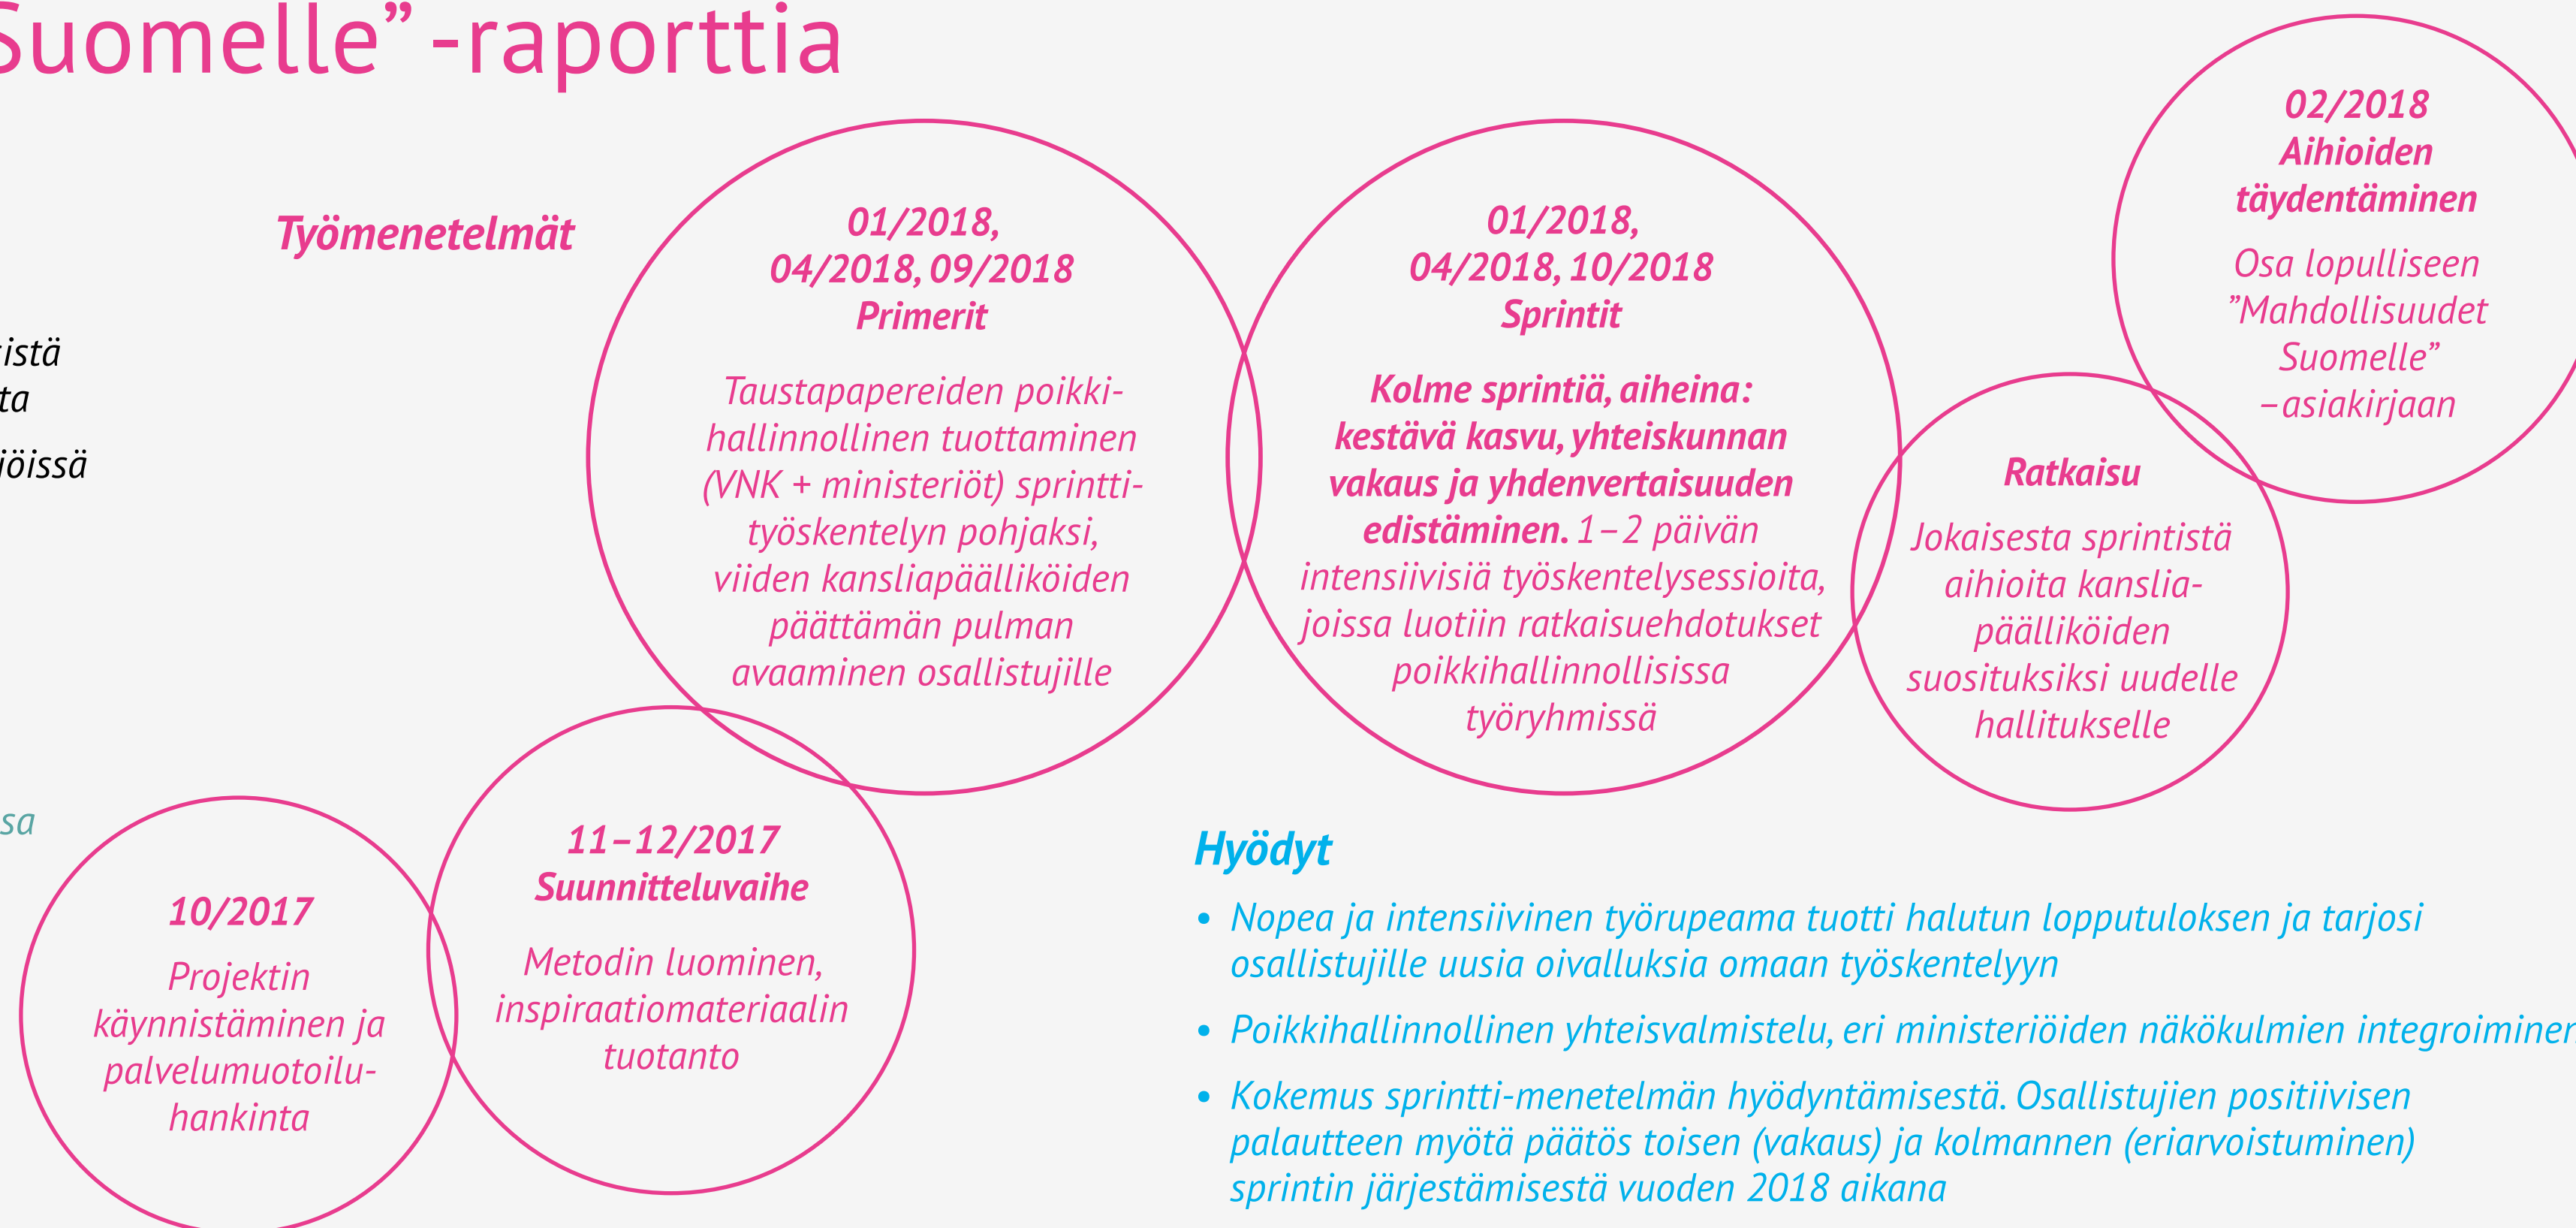 Suomelle” -raporttia
Työmenetelmät
10/2017
Projektin
käynnistäminen ja
palvelumuotoilu-
hankinta
11–12/2017
Suunnitteluvaihe
Metodin luominen,
inspiraatiomateriaalin
tuotanto
01/2018,
04/2018, 09/2018
Primerit
Taustapapereiden poikki-
hallinnollinen tuottaminen
(VNK + ministeriöt) sprintti-
työskentelyn pohjaksi,
viiden kansliapäälliköiden
päättämän pulman
avaaminen osallistujille
01/2018,
04/2018, 10/2018
Sprintit
Kolme sprintiä, aiheina:
kestävä kasvu, yhteiskunnan
vakaus ja yhdenvertaisuuden
edistäminen. 1–2 päivän
intensiivisiä työskentelysessioita,
joissa luotiin ratkaisuehdotukset
poikkihallinnollisissa
työryhmissä
Ratkaisu
Jokaisesta sprintistä
aihioita kanslia-
päälliköiden
suosituksiksi uudelle
hallitukselle
02/2018
Aihioiden
täydentäminen
Osa lopulliseen
”Mahdollisuudet
Suomelle”
–asiakirjaan
Hyödyt
• Nopea ja intensiivinen työrupeama tuotti halutun lopputuloksen ja tarjosi
osallistujille uusia oivalluksia omaan työskentelyyn
• Poikkihallinnollinen yhteisvalmistelu, eri ministeriöiden näkökulmien integroiminen
• Kokemus sprintti-menetelmän hyödyntämisestä. Osallistujien positiivisen
palautteen myötä päätös toisen (vakaus) ja kolmannen (eriarvoistuminen)
sprintin järjestämisestä vuoden 2018 aikana